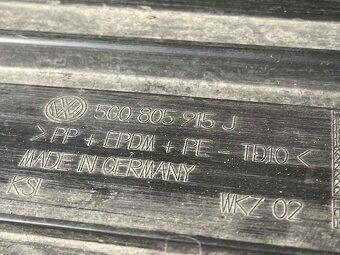 5G0 805 915 J
> PP + EPDM + PE - TD10 <
MADE IN GERMANY
KSL
WKZ 02